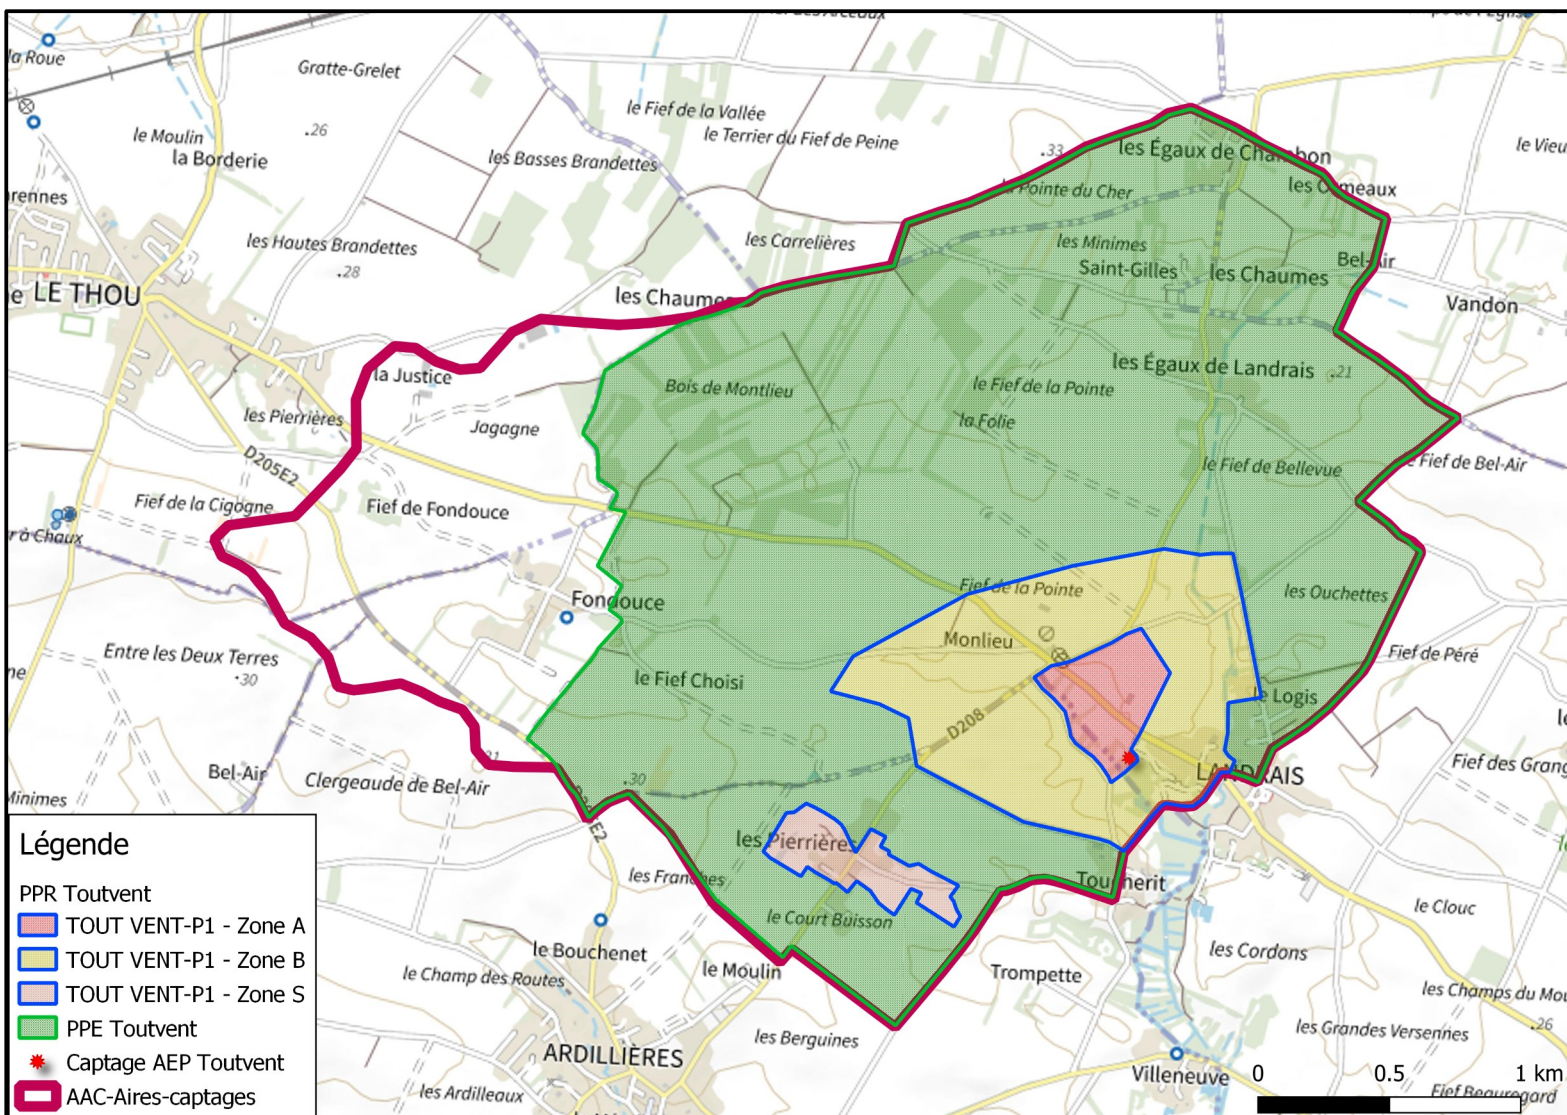 la Roue
Gratte-Grelet
le Fief de la Vallée
le Terrier du Fief de Peine
.26
le Moulin
la Borderie
les Basses Brandettes
.33
les Égaux de Cha
bon
le Vieu
la Pointe du Cher
les Ormeaux
arennes
les Hautes Brandettes
.28
les Carrelières
les Minimes
Saint-Gilles
les Chaumes
Bel-Air
LE THOU
les Chaumes
Vandon
la Justice
les Égaux de Landrais
.21
Bois de Montlieu
le Fief de la Pointe
les Pierrières
Jagagne
la Folie
D205E2
le Fief de Bellevue
le Fief de Bel-Air
Fief de la Cigogne
Fief de Fondouce
r à Chaux
Fief de la Pointe
les Ouchettes
Fondouce
Monlieu
Entre les Deux Terres
.30
le Fief Choisi
Fief de Péré
le Logis
D208
Bel-Air
Clergeaude de Bel-Air
.30
LANDRAIS
Fief des Grang
Minimes
E2
les Pierrières
les Franches
Toucherit
le Court Buisson
le Clouc
le Bouchenet
le Moulin
les Cordons
le Champ des Routes
Trompette
les Champs du Mou
.26
les Berguines
les Grandes Versennes
ARDILLIÈRES
Villeneuve
les Ardilleaux
Fief Beauregard
Légende
PPR Toutvent
TOUT VENT-P1 - Zone A
TOUT VENT-P1 - Zone B
TOUT VENT-P1 - Zone S
PPE Toutvent
Captage AEP Toutvent
AAC-Aires-captages
0 0.5 1 km